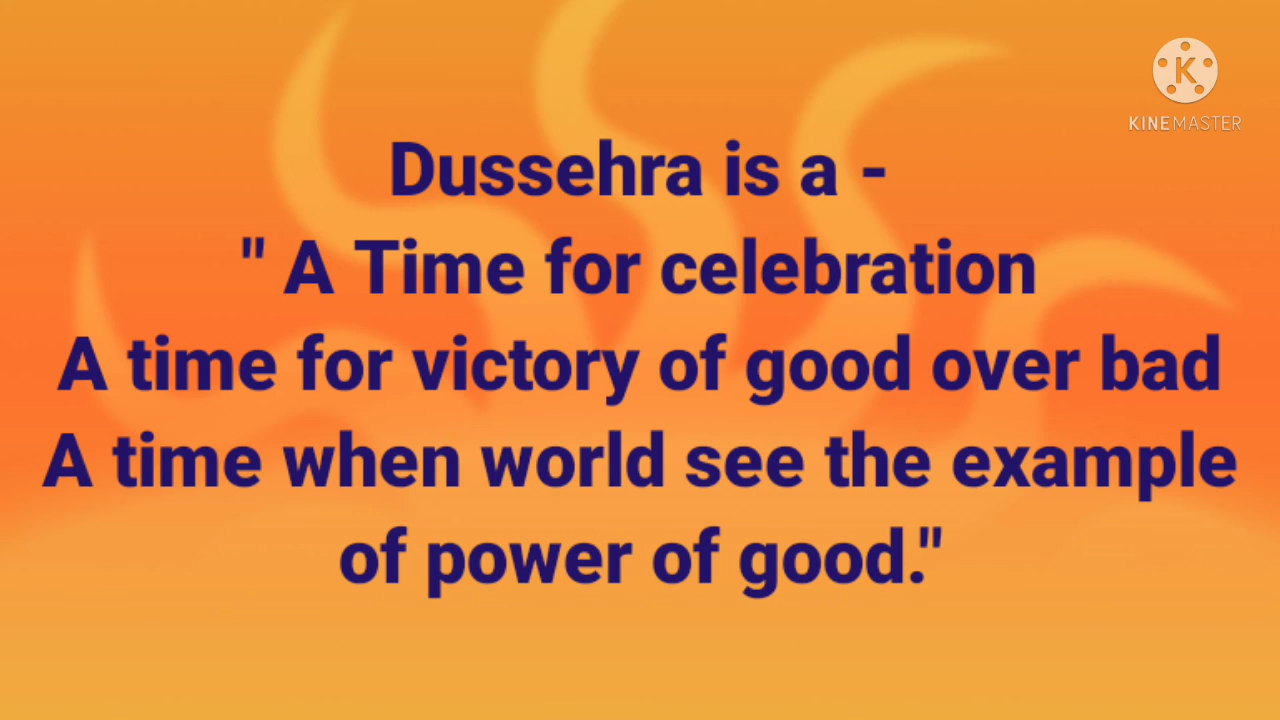 K
KINEMASTER
Dussehra is a -
" A Time for celebration
A time for victory of good over bad
A time when world see the example
of power of good."